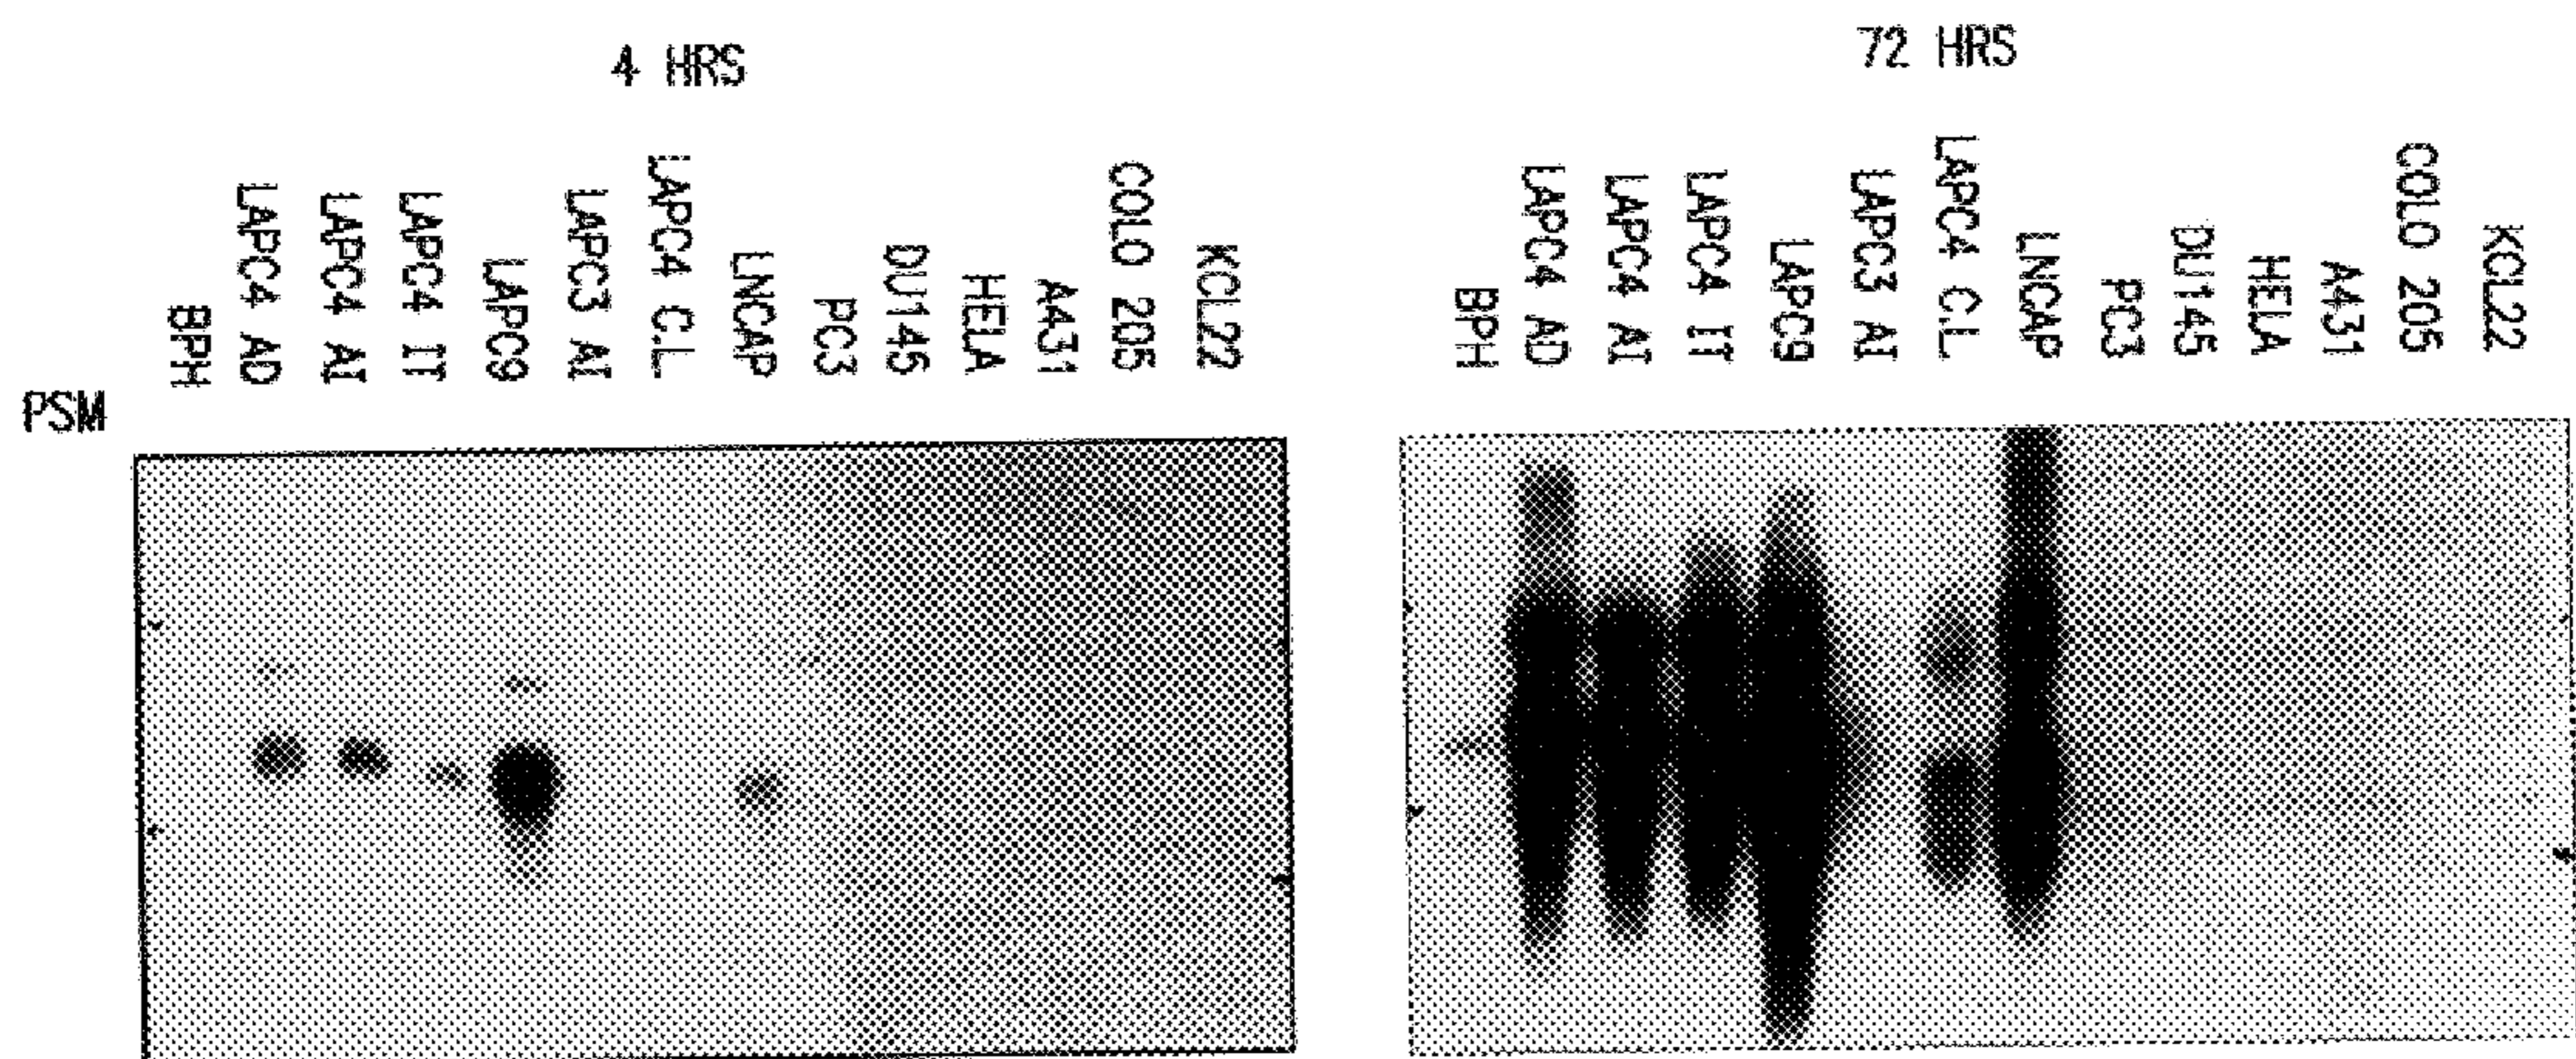 4 HRS
BPH
LAPC4 AD
LAPC4 AI
LAPC4 IT
LAPC9
LAPC3 AI
LAPC4 C.L.
LNCAP
PC3
DU145
HELA
A431
COLO 205
KCL22
PSM
72 HRS
BPH
LAPC4 AD
LAPC4 AI
LAPC4 IT
LAPC9
LAPC3 AI
LAPC4 C.L.
LNCAP
PC3
DU145
HELA
A431
COLO 205
KCL22